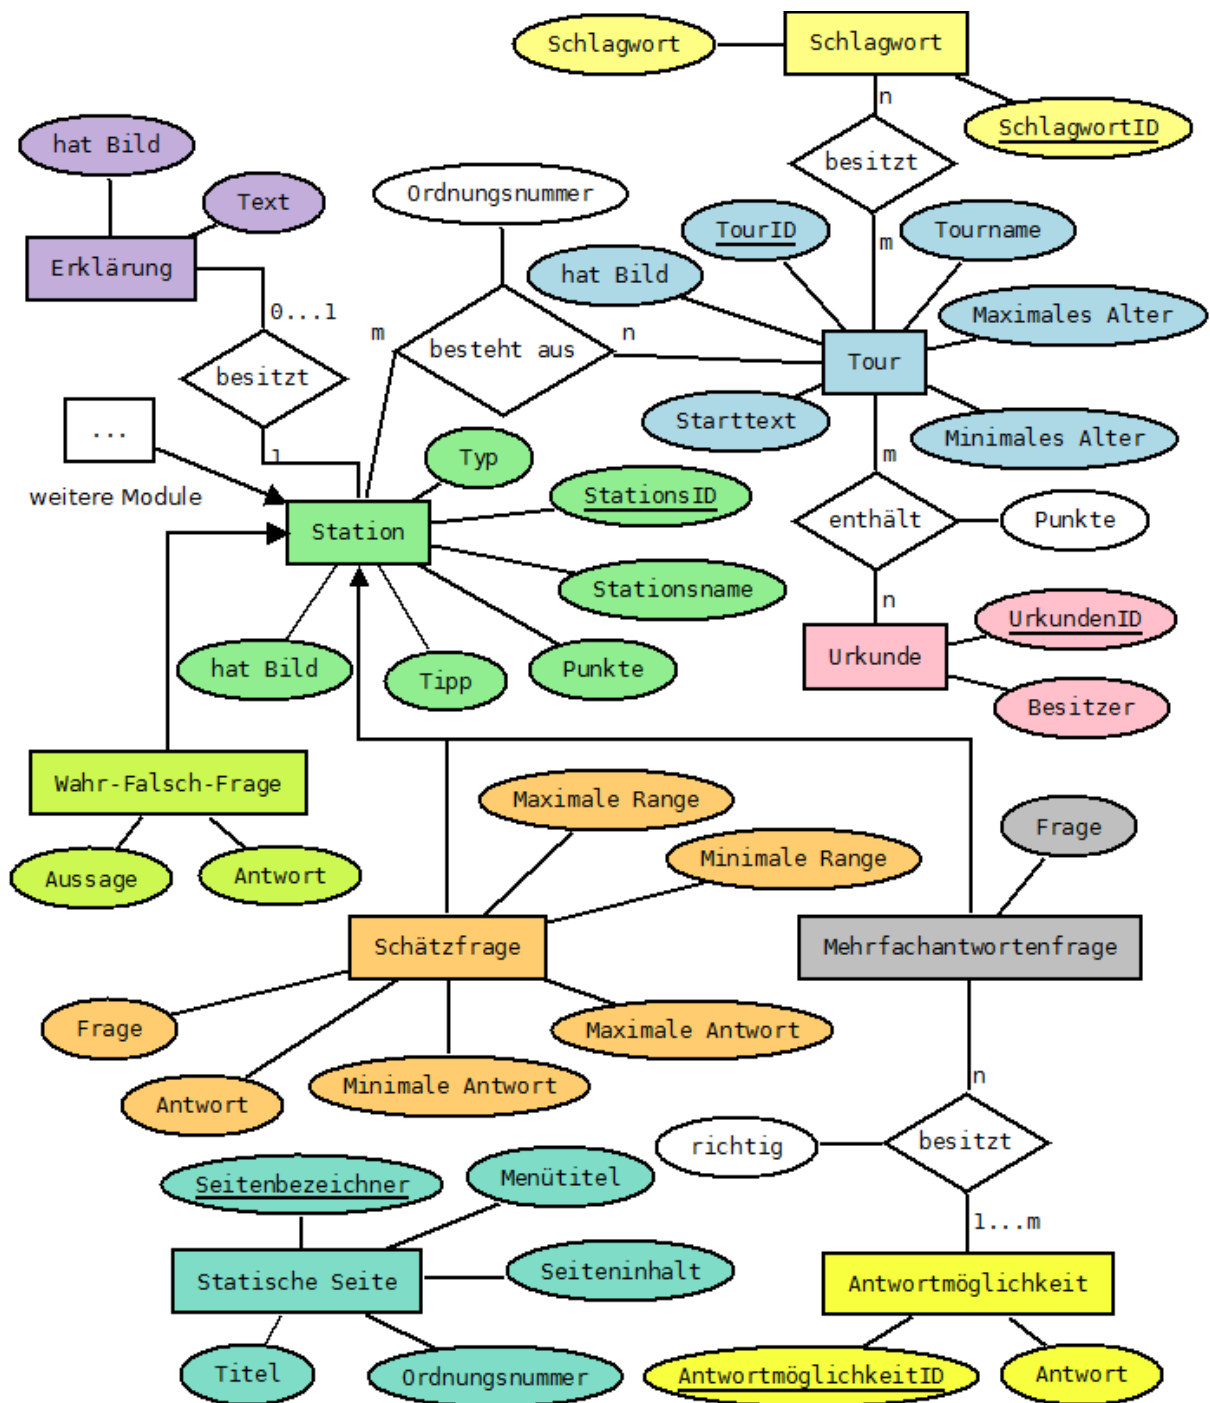 Schlagwort
Schlagwort
SchlagwortID
n
besitzt
m
hat Bild
Text
Erklärung
0...1
besitzt
1
Ordnungsnummer
m
besteht aus
n
TourID
Tourname
hat Bild
Maximales Alter
Tour
Starttext
Minimales Alter
m
enthält
Punkte
n
...
weitere Module
Typ
StationsID
Station
Stationsname
hat Bild
Tipp
Punkte
UrkundenID
Urkunde
Besitzer
Wahr-Falsch-Frage
Aussage
Antwort
Maximale Range
Minimale Range
Frage
Schätzfrage
Mehrfachantwortenfrage
Frage
Maximale Antwort
Minimale Antwort
Antwort
n
richtig
besitzt
1...m
Seitenbezeichner
Menütitel
Statische Seite
Seiteninhalt
Titel
Ordnungsnummer
Antwortmöglichkeit
AntwortmöglichkeitID
Antwort